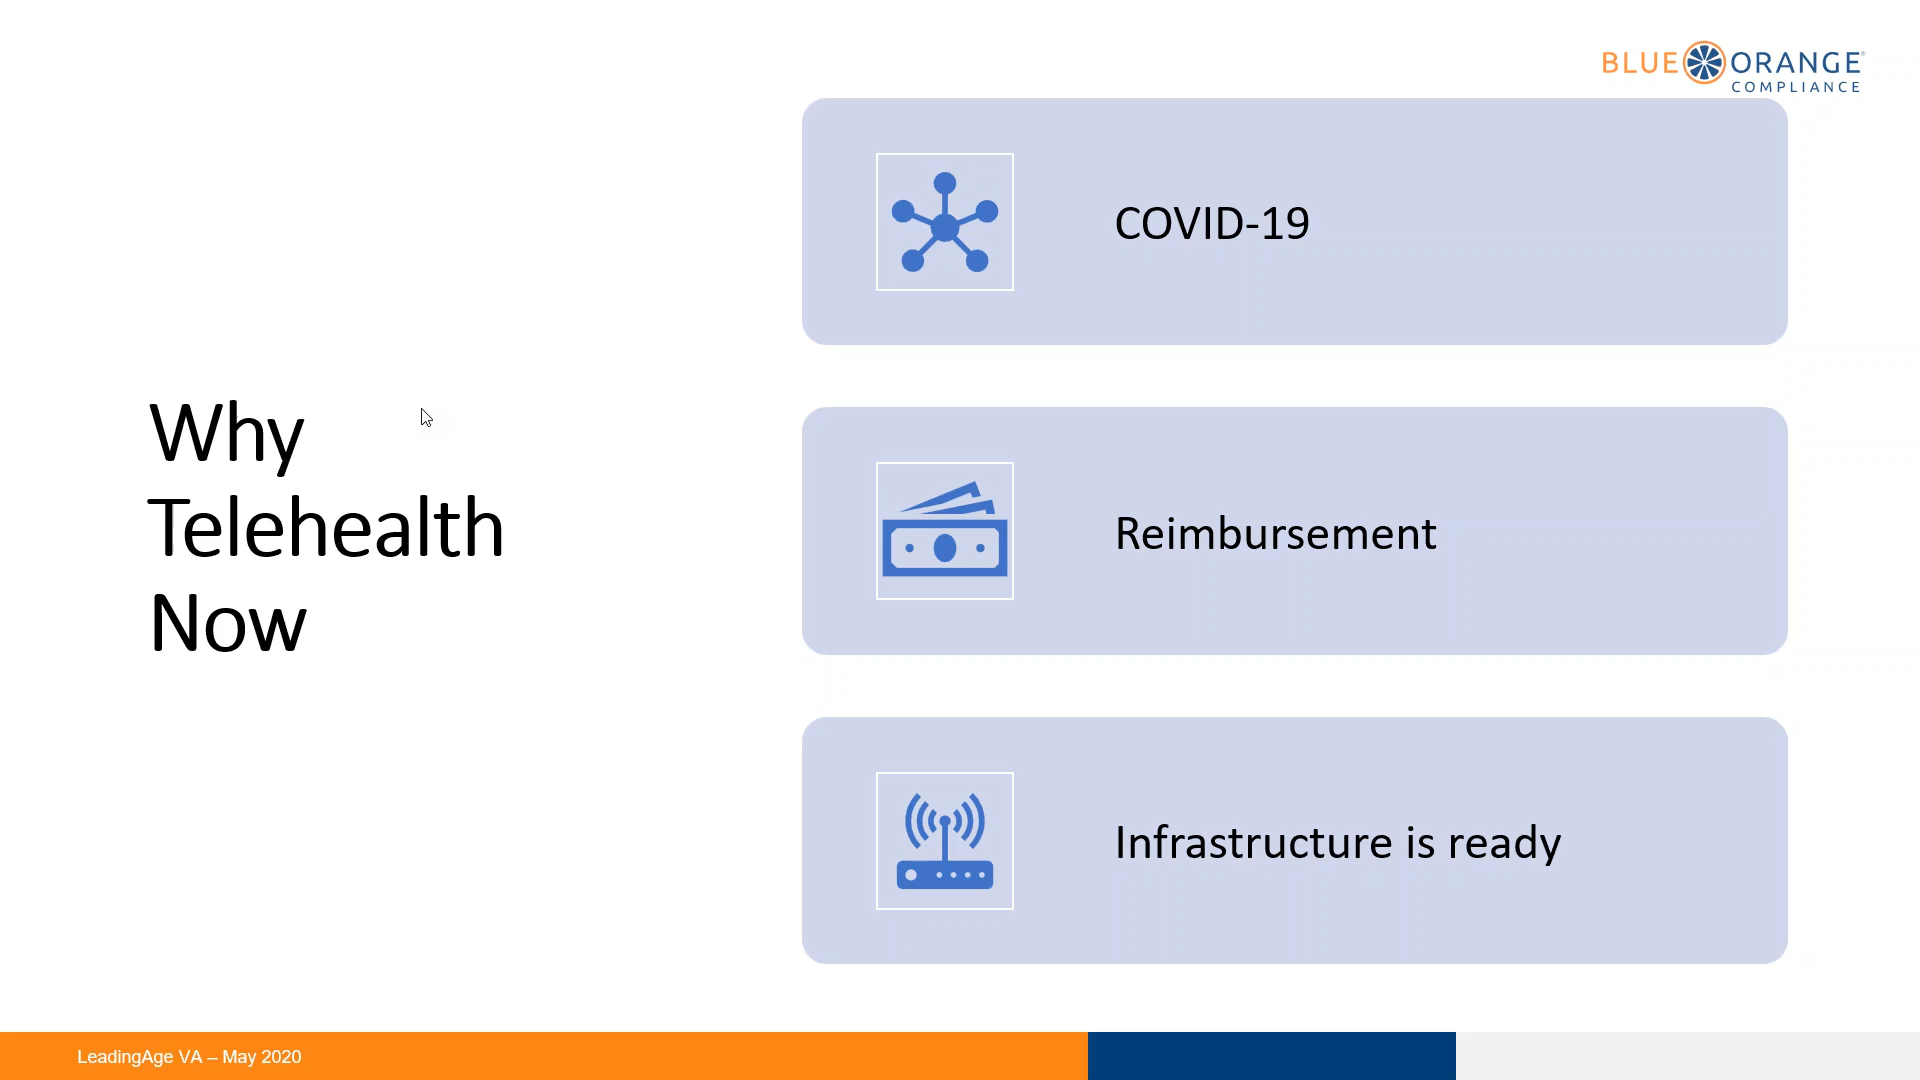 BLUE ORANGE
COMPLIANCE
Why
Telehealth
Now
COVID-19
Reimbursement
Infrastructure is ready
LeadingAge VA – May 2020